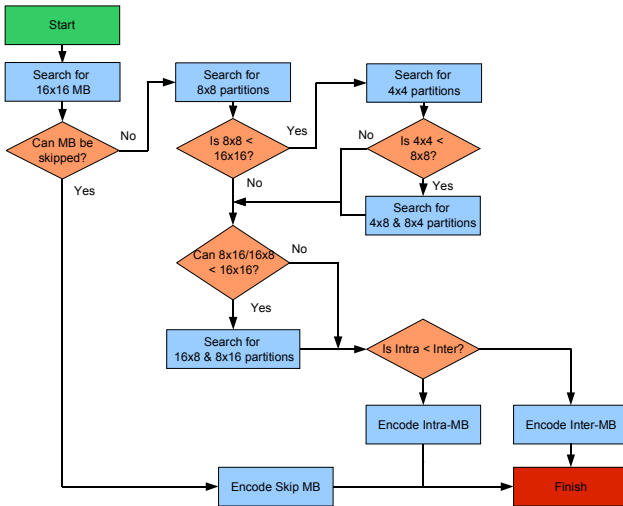 Start
Search for
16x16 MB
Search for
8x8 partitions
Search for
4x4 partitions
Can MB be
skipped?
No
Is 8x8 <
16x16?
Yes
No
Is 4x4 <
8x8?
Yes
No
Yes
Search for
4x8 & 8x4 partitions
Can 8x16/16x8
< 16x16?
No
Yes
Search for
16x8 & 8x16 partitions
Is Intra < Inter?
Encode Intra-MB
Encode Inter-MB
Encode Skip MB
Finish